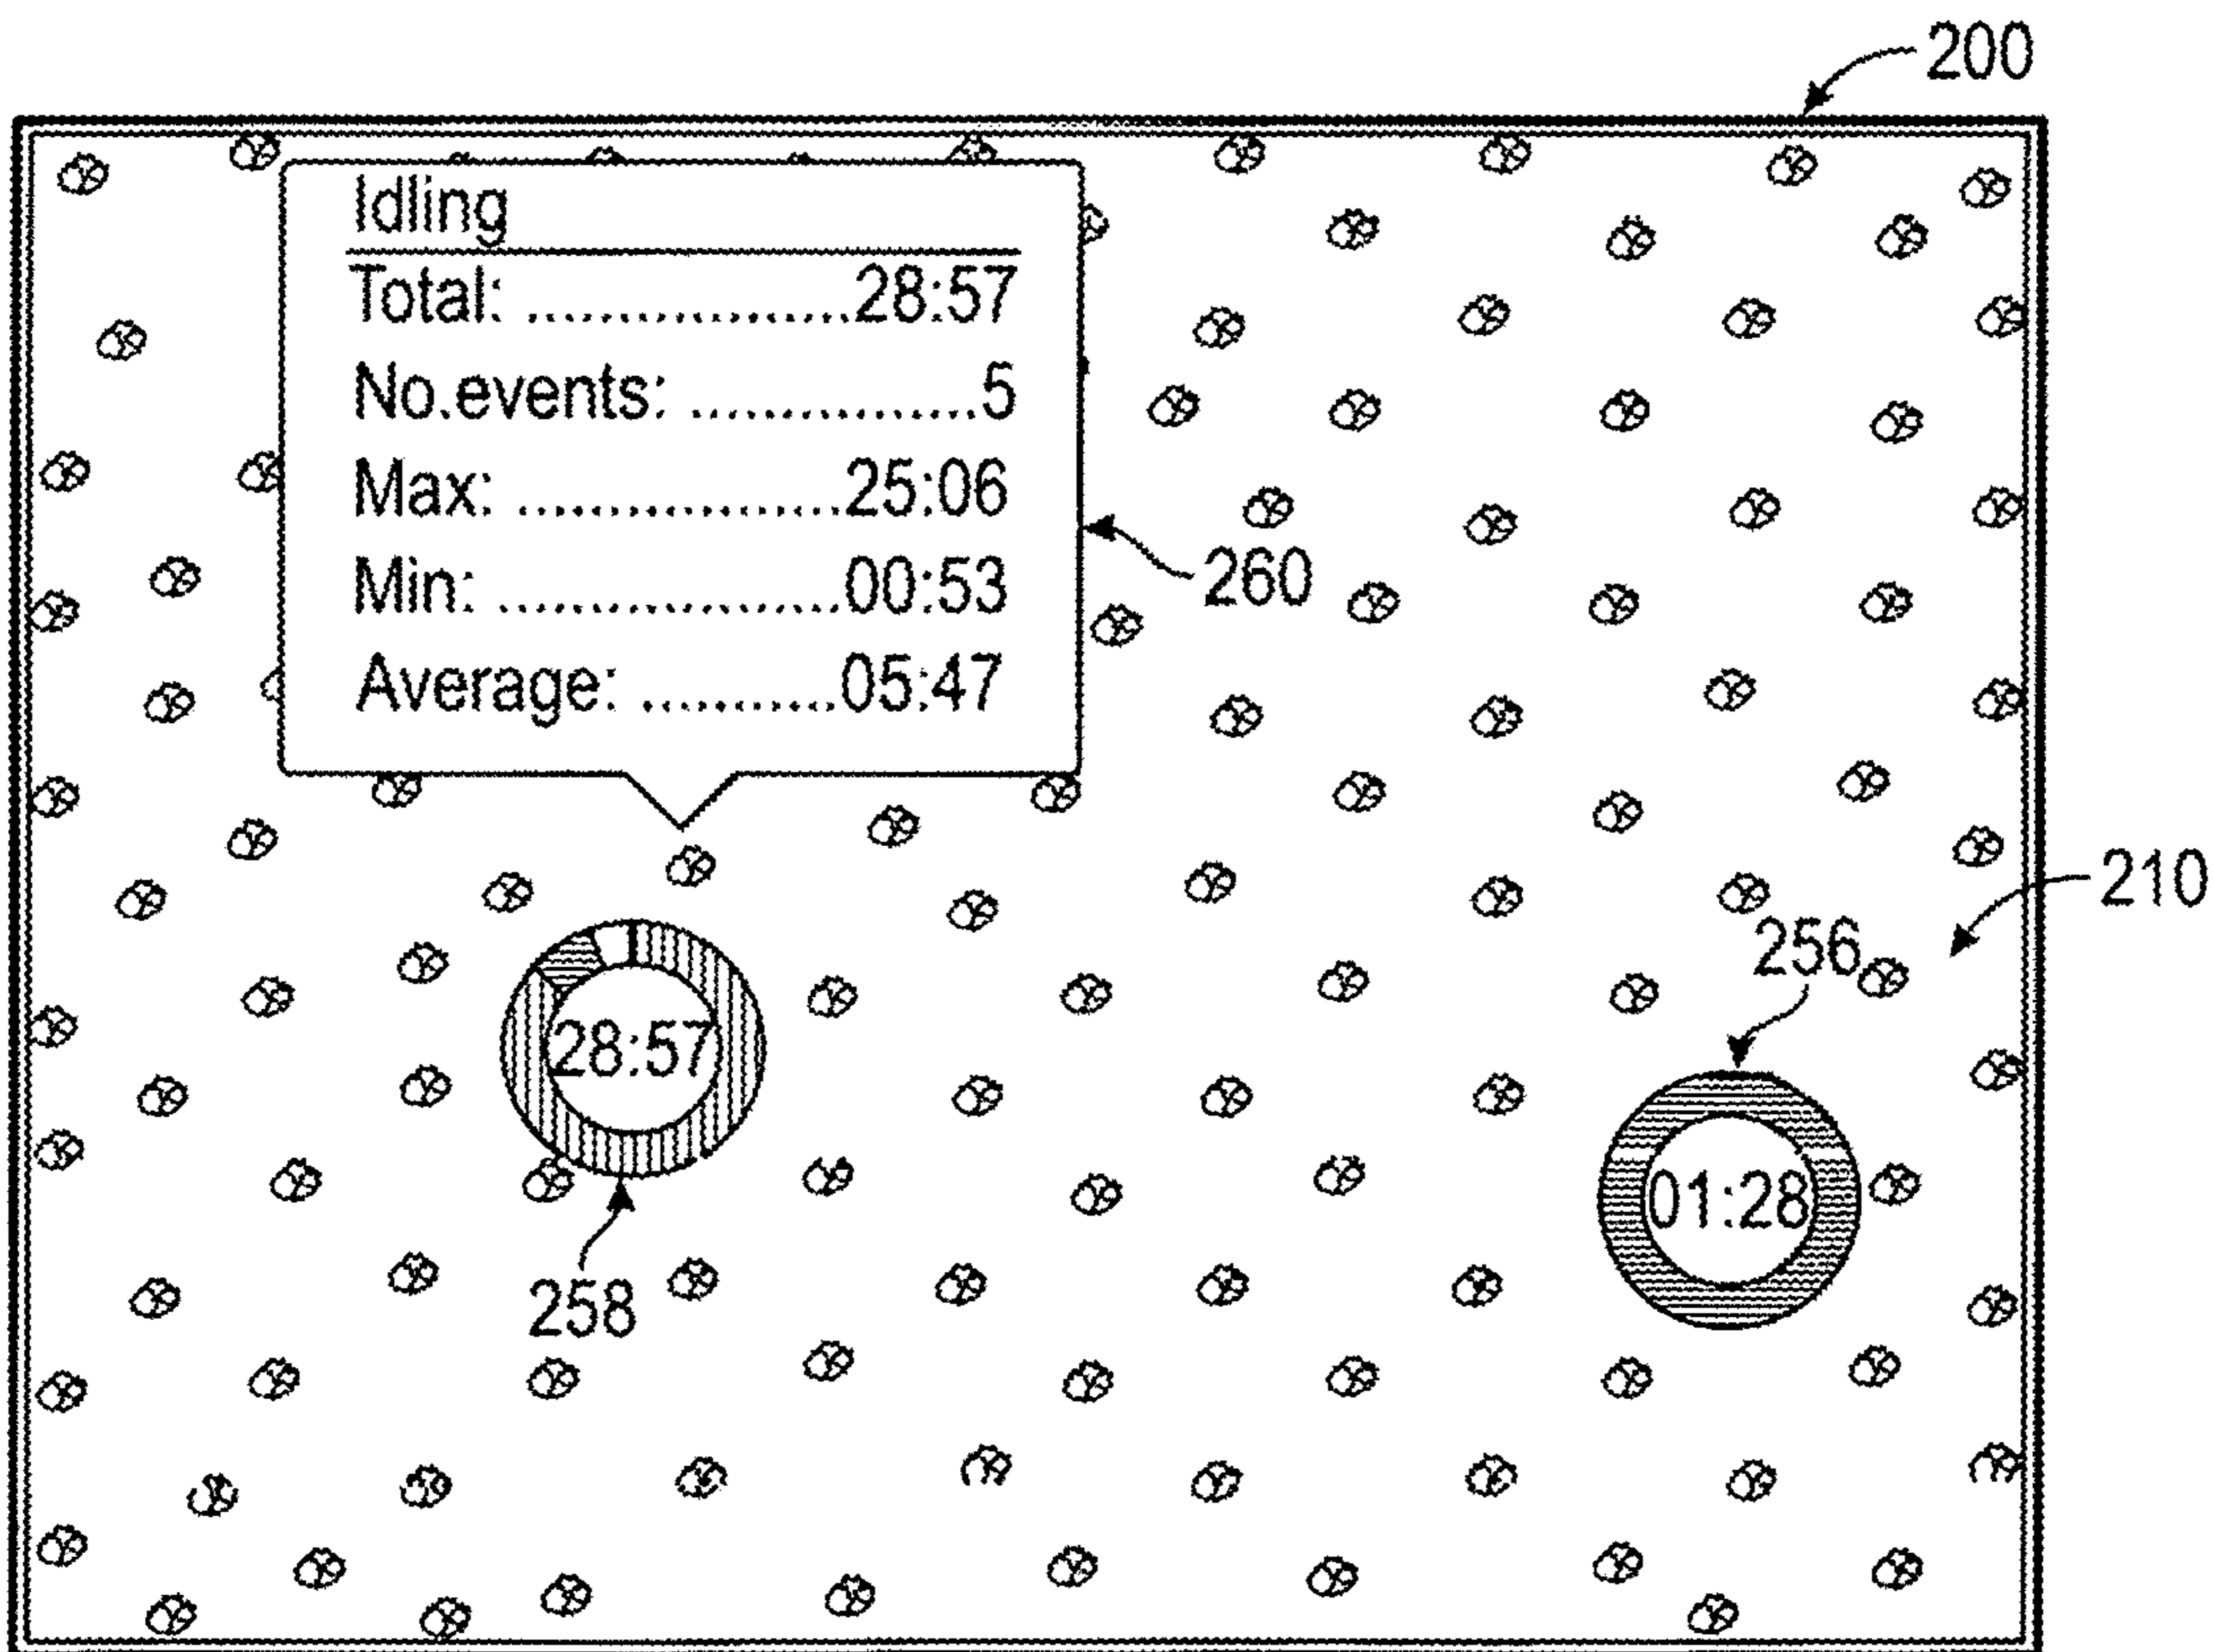 200
Idling
Total: ..................28:57
No.events: ................5
Max: ..................25:06
Min: ...................00:53
Average: ...........05:47
260
210
256
28:57
01:28
258